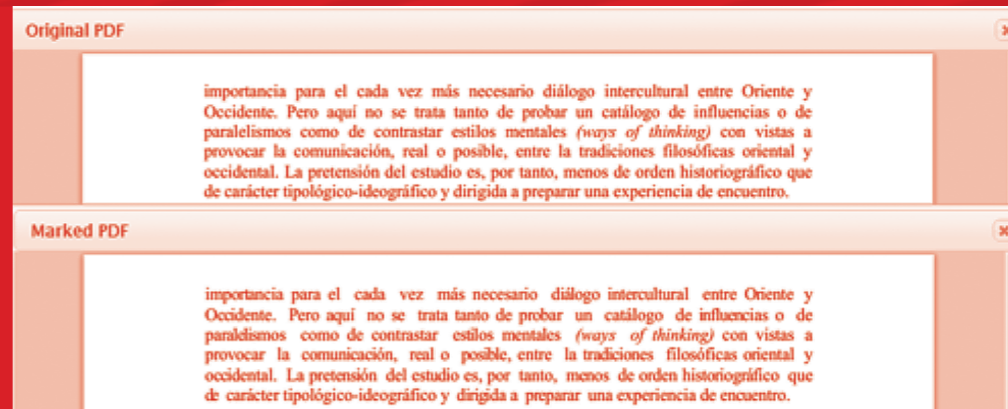 Original PDF
importancia para el cada vez más necesario diálogo intercultural entre Oriente y
Occidente. Pero aquí no se trata tanto de probar un catálogo de influencias o de
paralelismos como de contrastar estilos mentales (ways of thinking) con vistas a
provocar la comunicación, real o posible, entre la tradiciones filosóficas oriental y
occidental. La pretensión del estudio es, por tanto, menos de orden historiográfico que
de carácter tipológico-ideográfico y dirigida a preparar una experiencia de encuentro.
Marked PDF
importancia para el cada vez más necesario diálogo intercultural entre Oriente y
Occidente. Pero aquí no se trata tanto de probar un catálogo de influencias o de
paralelismos como de contrastar estilos mentales (ways of thinking) con vistas a
provocar la comunicación, real o posible, entre la tradiciones filosóficas oriental y
occidental. La pretensión del estudio es, por tanto, menos de orden historiográfico que
de carácter tipológico-ideográfico y dirigida a preparar una experiencia de encuentro.